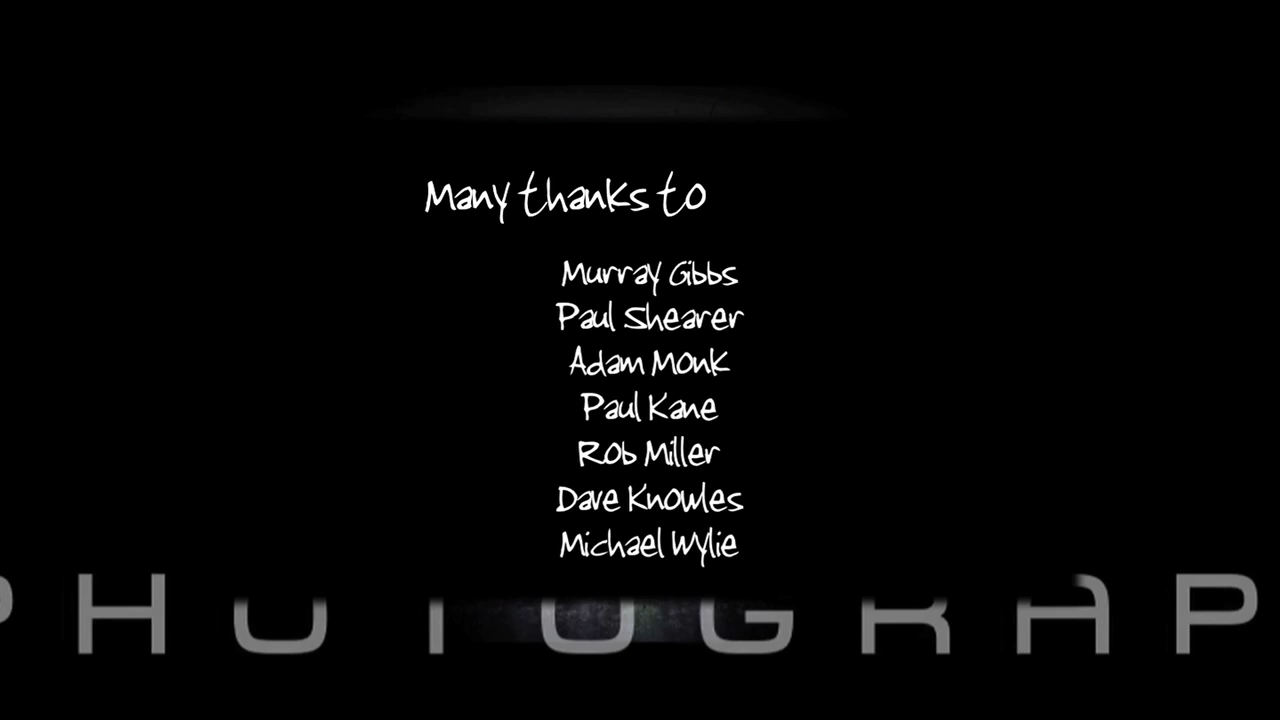 Many thanks to
Murray Gibbs
Paul Shearer
Adam Monk
Paul Kane
Rob Miller
Dave Knowles
Michael Wylie
PHOTOGRAP